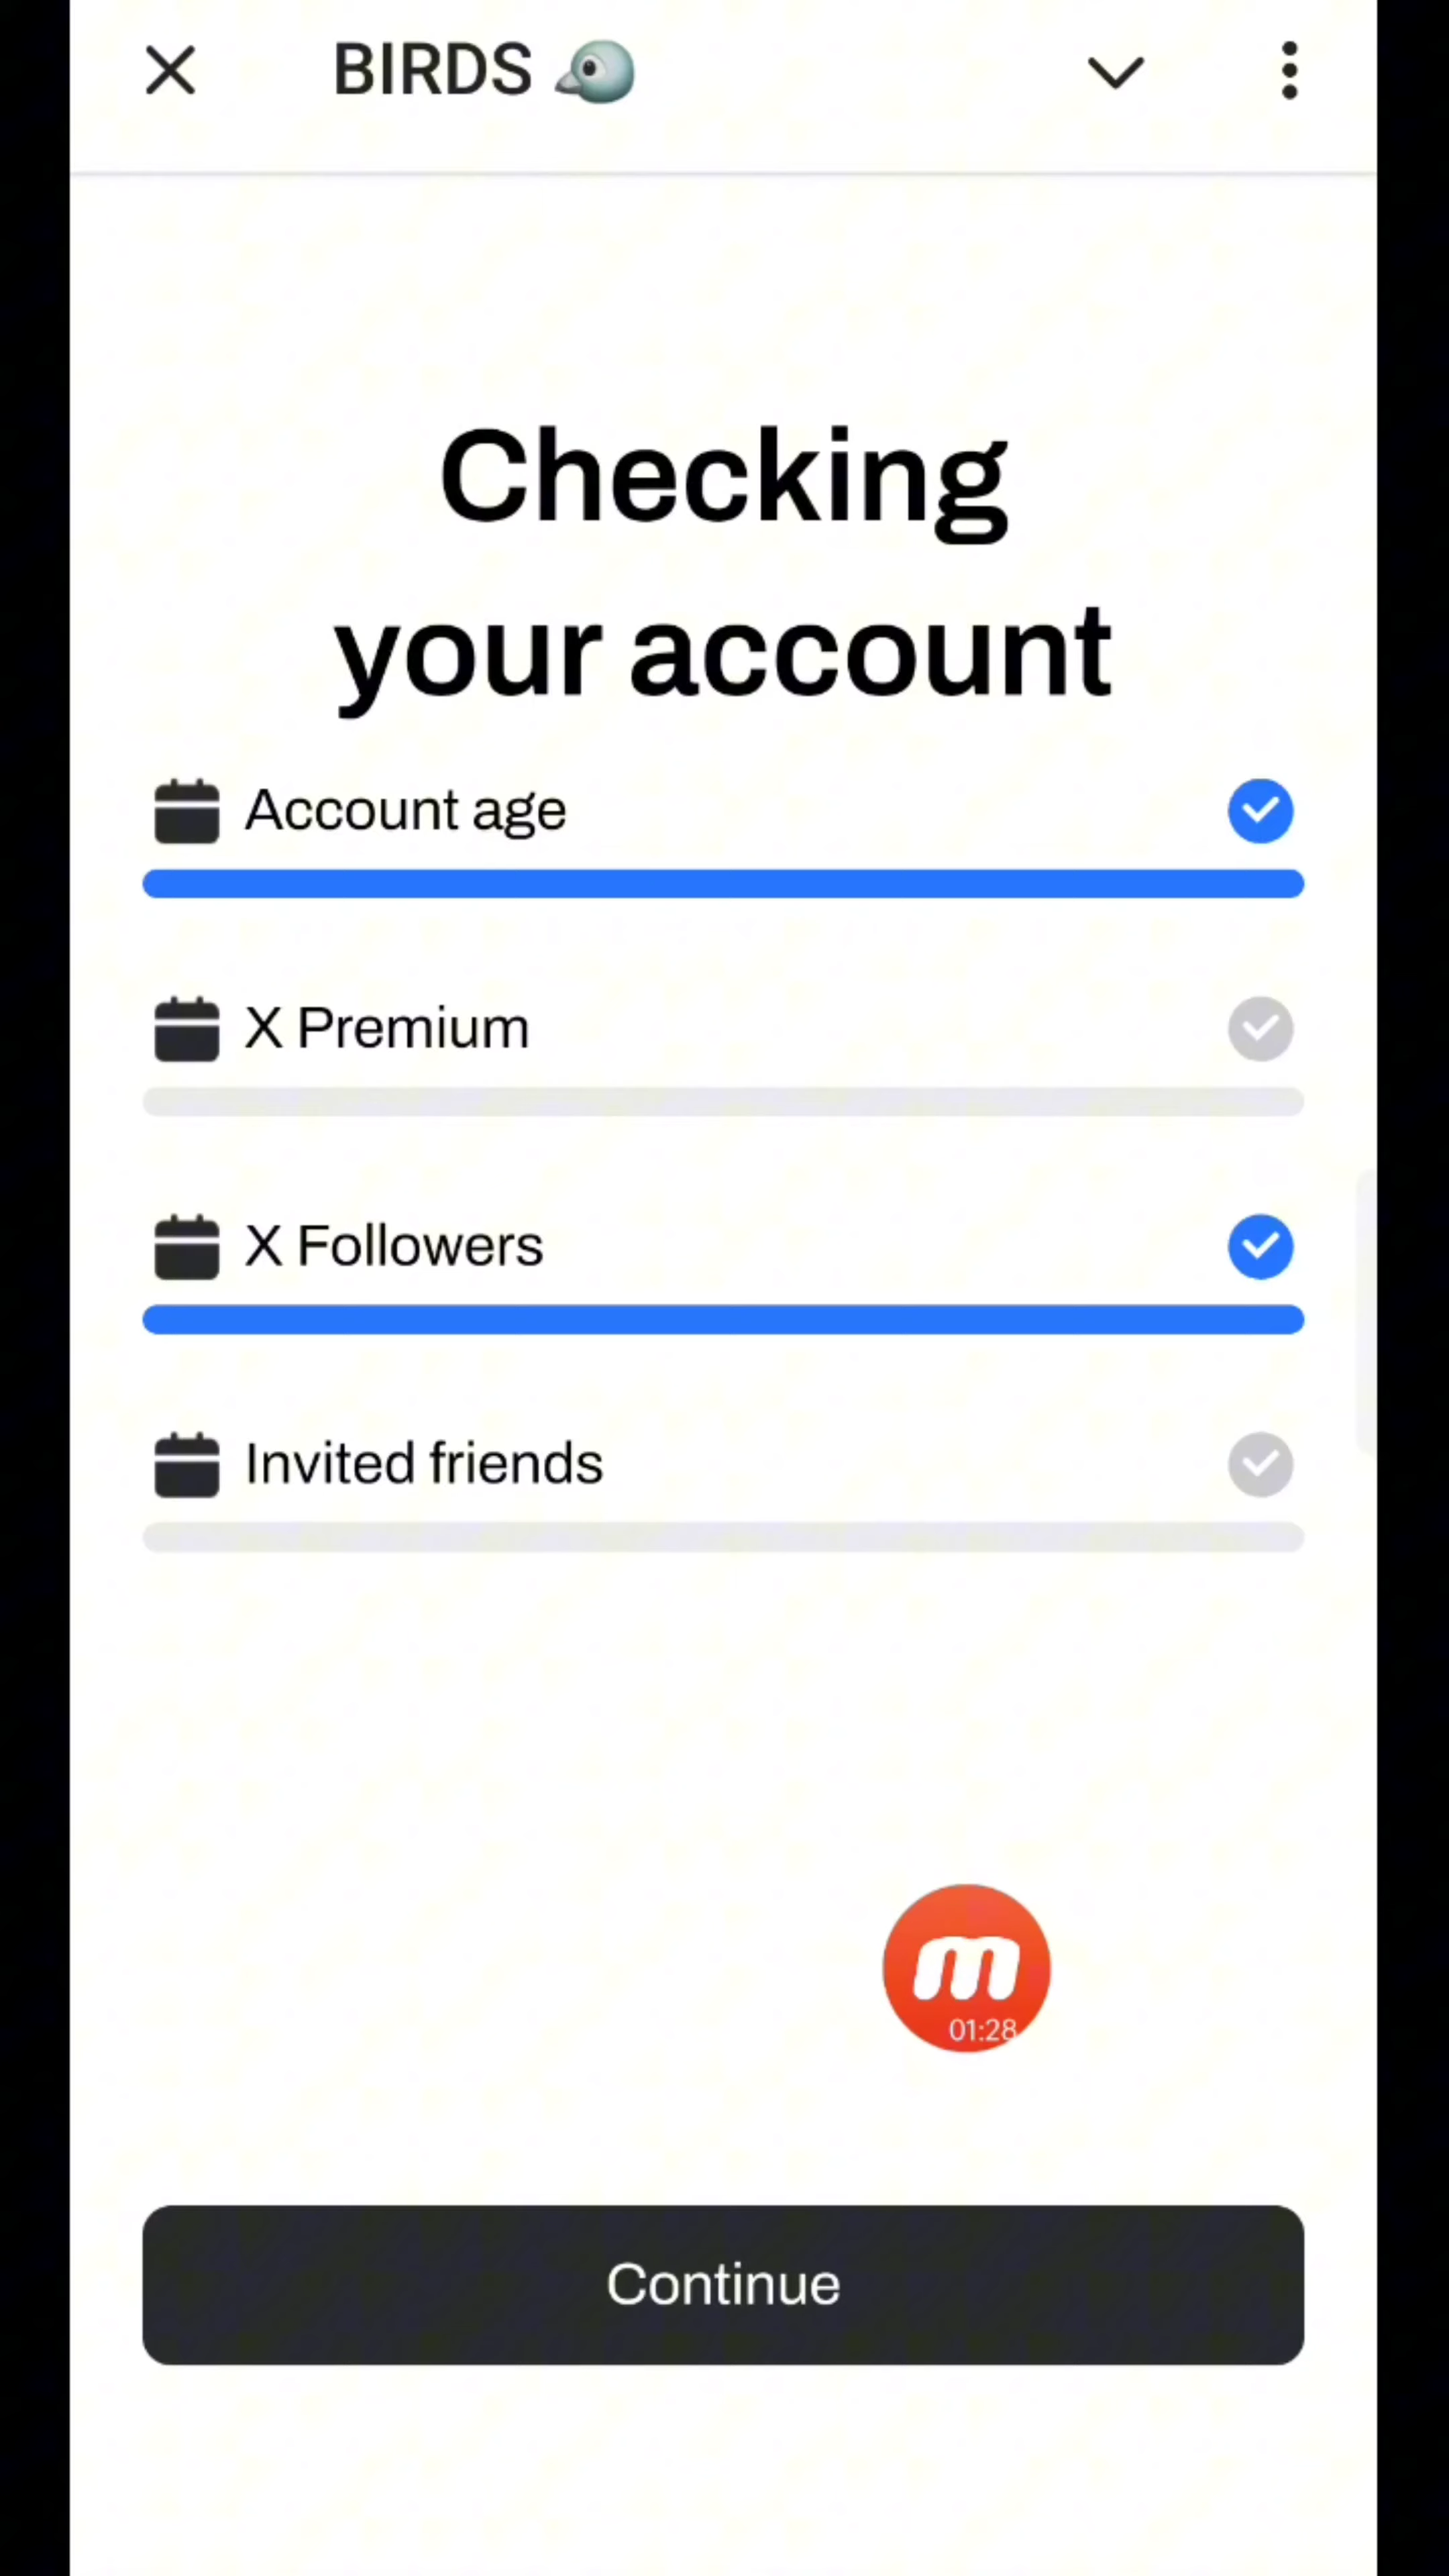 BIRDS
Checking
your account
Account age
X Premium
X Followers
Invited friends
m
01:28
Continue